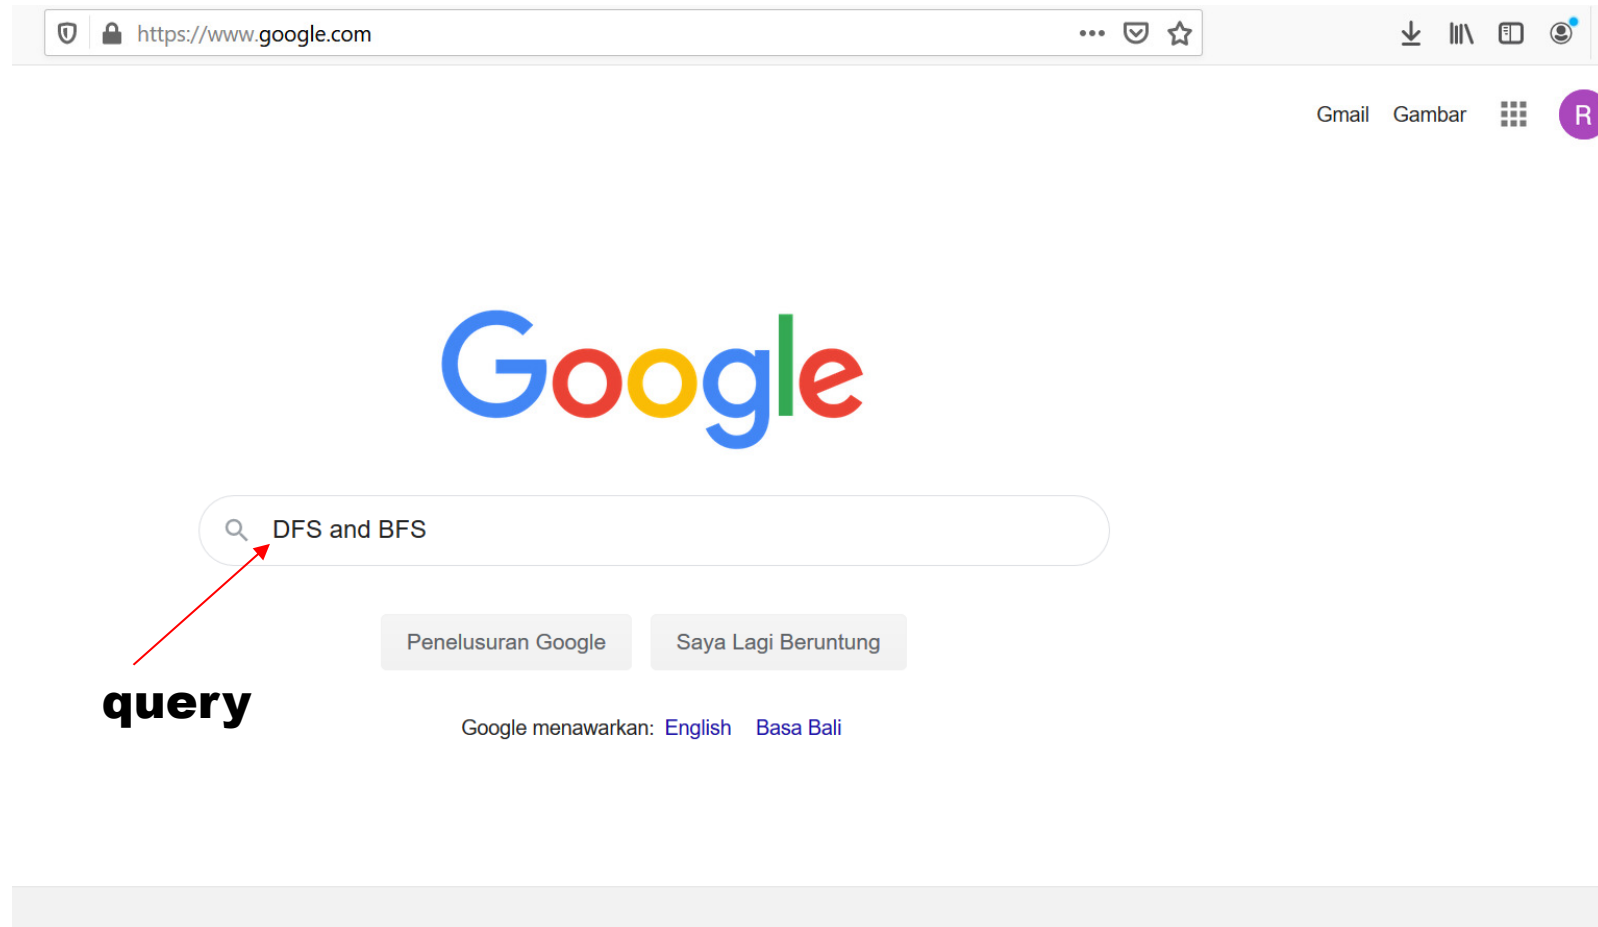 https://www.google.com
Gmail Gambar R
Google
DFS and BFS
Penelusuran Google Saya Lagi Beruntung
query
Google menawarkan: English Basa Bali